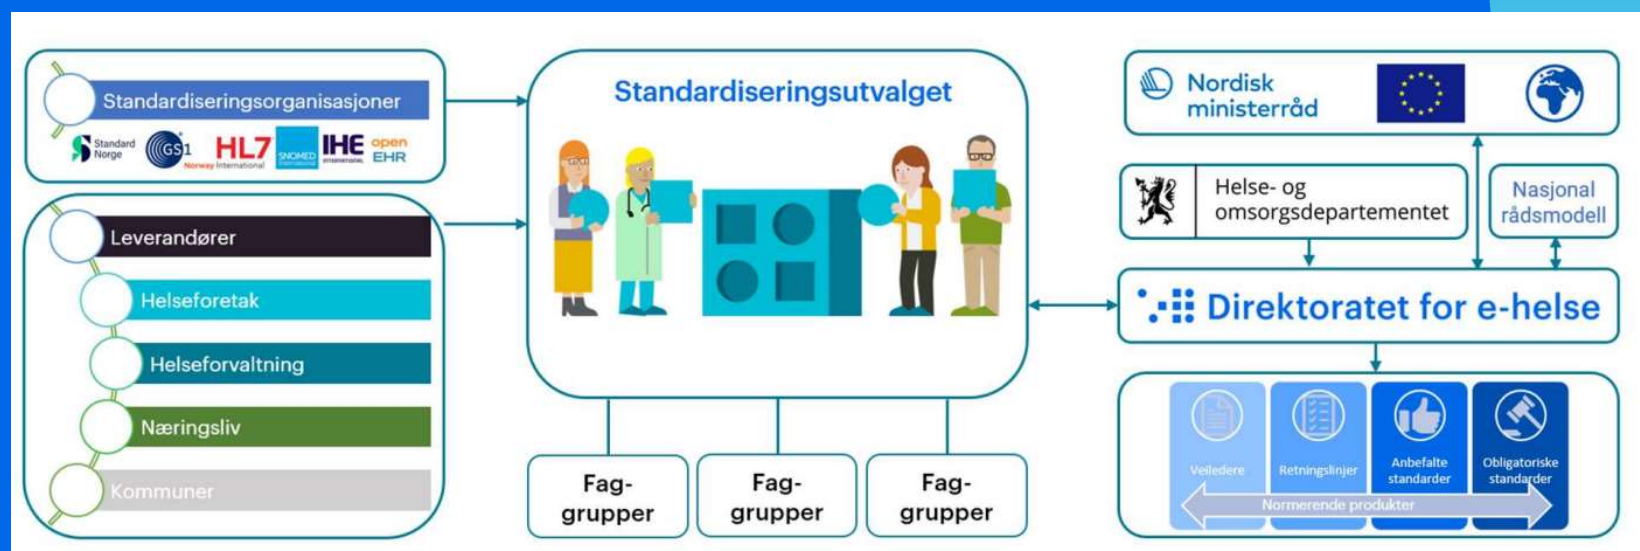 Standardiseringsorganisasjoner
Standard
Norge
GS1
Norway
HL7
International
SNOMED
International
IHE
INTERNATIONAL
open
EHR
Leverandører
Helseforetak
Helseforvaltning
Næringsliv
Kommuner
Standardiseringsutvalget
Fag-
grupper
Fag-
grupper
Fag-
grupper
Nordisk
ministerråd
Helse- og
omsorgsdepartementet
Nasjonal
rådsmodell
Direktoratet for e-helse
Veiledere
Retningslinjer
Anbefalte
standarder
Obligatoriske
standarder
Normerende produkter